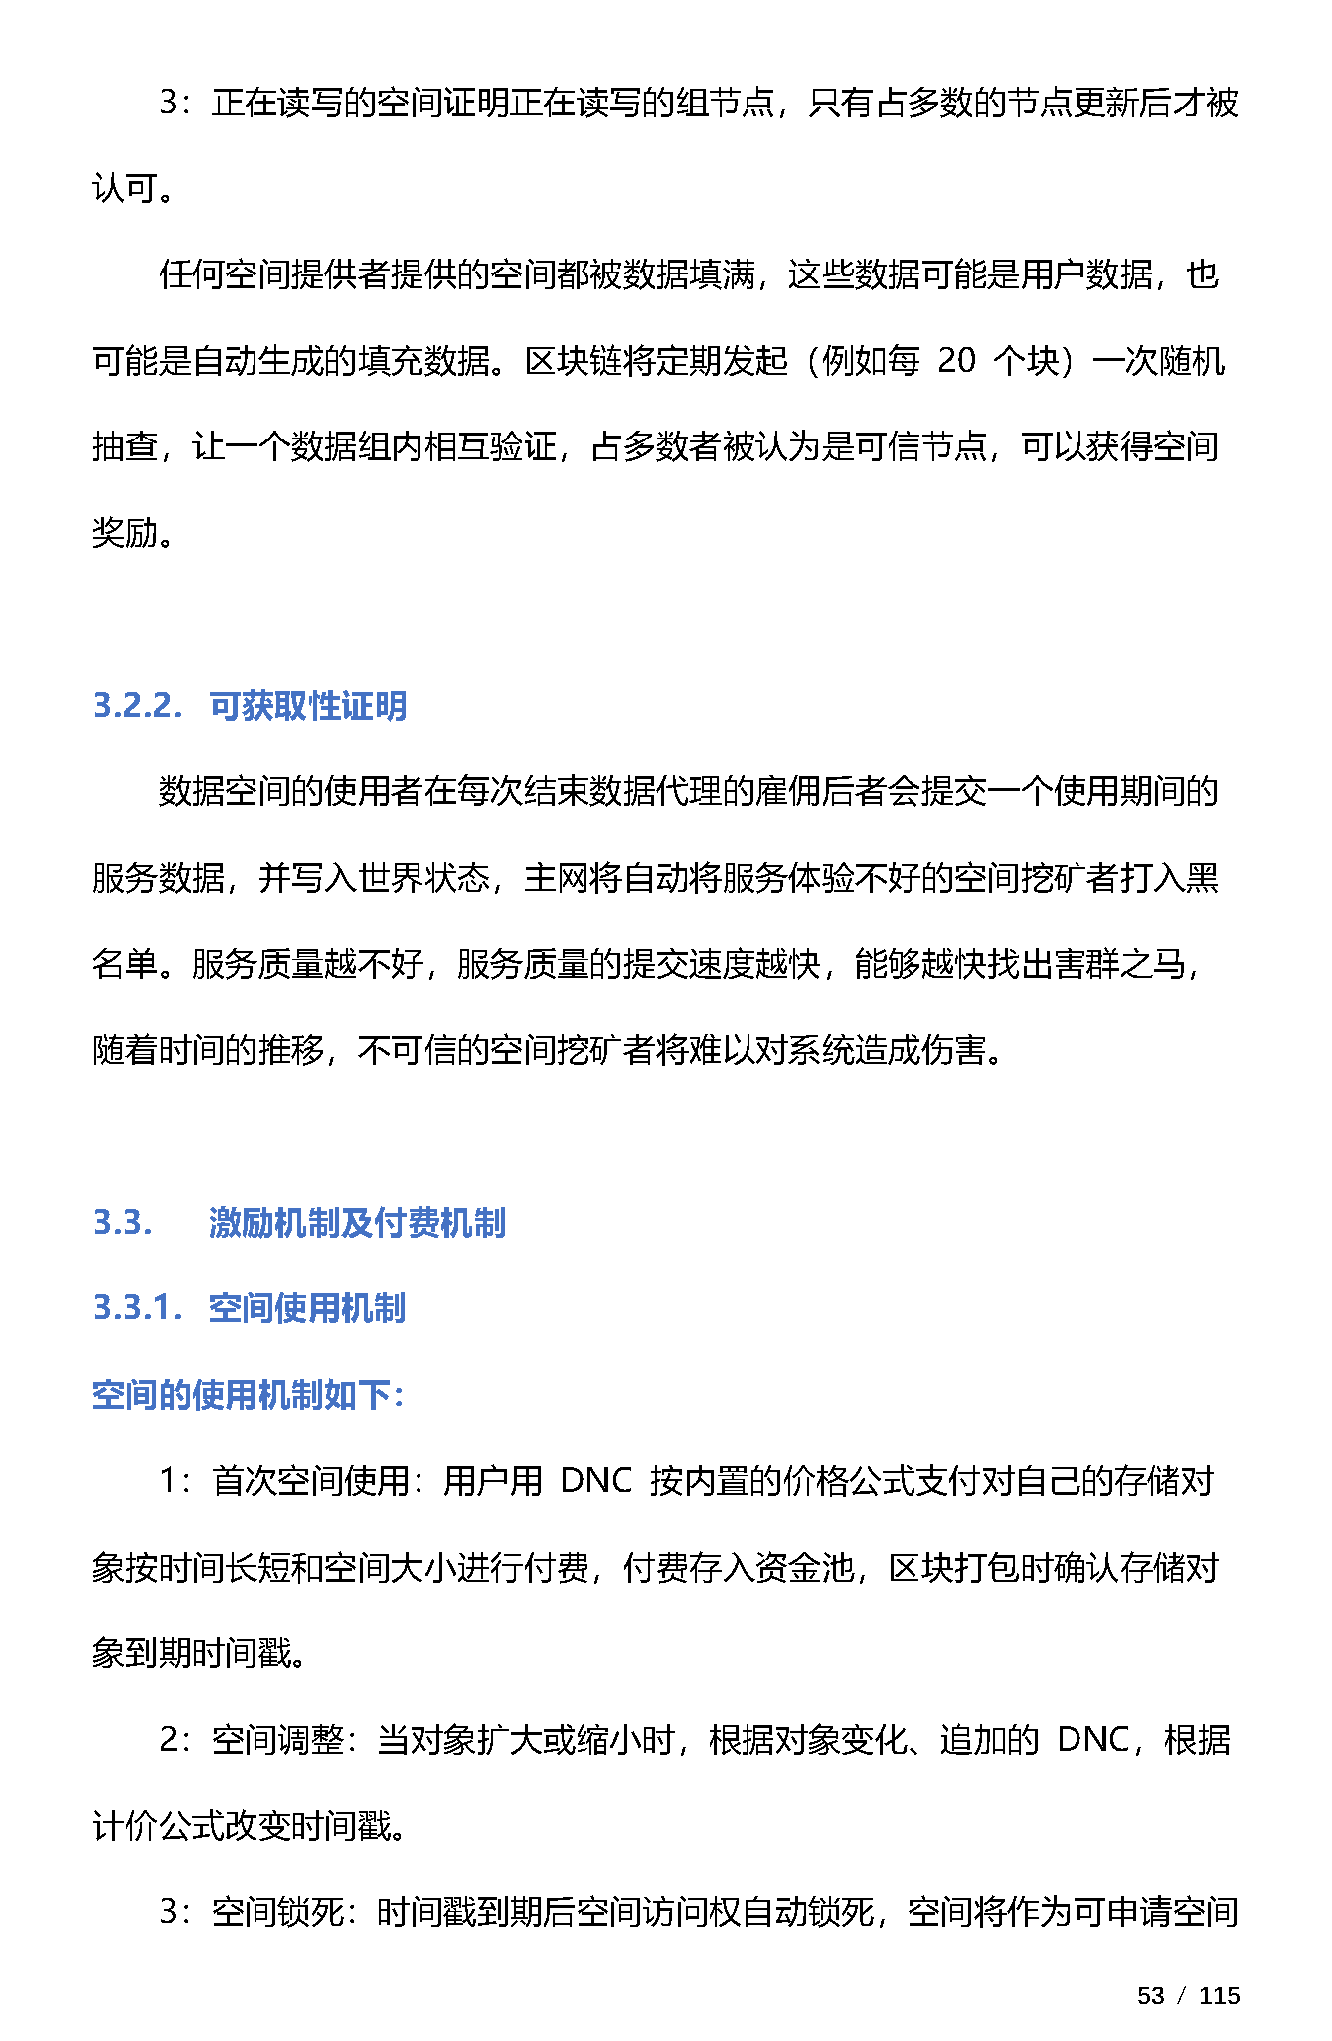 3：正在读写的空间证明正在读写的组节点，只有占多数的节点更新后才被
认可。
任何空间提供者提供的空间都被数据填满，这些数据可能是用户数据，也
可能是自动生成的填充数据。区块链将定期发起（例如每 20 个块）一次随机
抽查，让一个数据组内相互验证，占多数者被认为是可信节点，可以获得空间
奖励。
3.2.2. 可获取性证明
数据空间的使用者在每次结束数据代理的雇佣后者会提交一个使用期间的
服务数据，并写入世界状态，主网将自动将服务体验不好的空间挖矿者打入黑
名单。服务质量越不好，服务质量的提交速度越快，能够越快找出害群之马，
随着时间的推移，不可信的空间挖矿者将难以对系统造成伤害。
3.3. 激励机制及付费机制
3.3.1. 空间使用机制
空间的使用机制如下：
1：首次空间使用：用户用 DNC 按内置的价格公式支付对自己的存储对
象按时间长短和空间大小进行付费，付费存入资金池，区块打包时确认存储对
象到期时间戳。
2：空间调整：当对象扩大或缩小时，根据对象变化、追加的 DNC，根据
计价公式改变时间戳。
3：空间锁死：时间戳到期后空间访问权自动锁死，空间将作为可申请空间
53 / 115